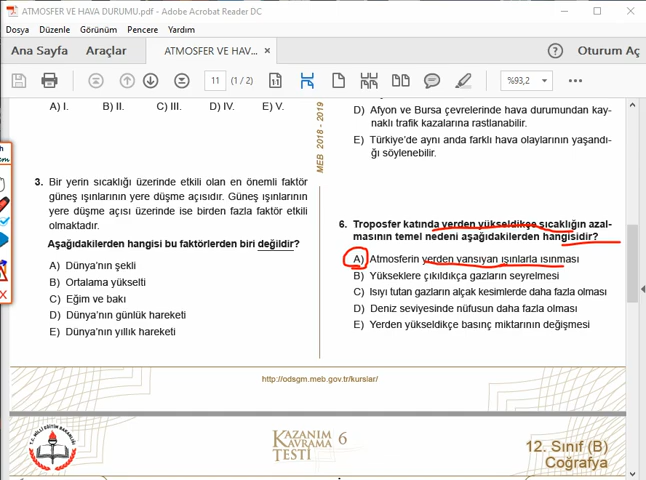 ATMOSFER VE HAVA DURUMU.pdf - Adobe Acrobat Reader DC
Dosya Düzenle Görünüm Pencere Yardım
Ana Sayfa Araçlar ATMOSFER VE HAV... × ? Oturum Aç
11 (1 / 2) %93,2
A) I. B) II. C) III. D) IV. E) V.
3. Bir yerin sıcaklığı üzerinde etkili olan en önemli faktör
güneş ışınlarının yere düşme açısıdır. Güneş ışınlarının
yere düşme açısı üzerinde ise birden fazla faktör etkili
olmaktadır.
Aşağıdakilerden hangisi bu faktörlerden biri değildir?
A) Dünya'nın şekli
B) Ortalama yükselti
C) Eğim ve bakı
D) Dünya'nın günlük hareketi
E) Dünya'nın yıllık hareketi
MEB 2018 - 2019
D) Afyon ve Bursa çevrelerinde hava durumundan kay-
naklı trafik kazalarına rastlanabilir.
E) Türkiye'de aynı anda farklı hava olaylarının yaşandı-
ğı söylenebilir.
6. Troposfer katında yerden yükseldikçe sıcaklığın azal-
masının temel nedeni aşağıdakilerden hangisidir?
A) Atmosferin yerden yansıyan ışınlarla ısınması
B) Yükseklere çıkıldıkça gazların seyrelmesi
C) Isıyı tutan gazların alçak kesimlerde daha fazla olması
D) Deniz seviyesinde nüfusun daha fazla olması
E) Yerden yükseldikçe basınç miktarının değişmesi
http://odsgm.meb.gov.tr/kurslar/
T.C. MİLLÎ EĞİTİM BAKANLIĞI
KAZANIM
KAVRAMA
TESTİ
6
12. Sınıf (B)
Coğrafya